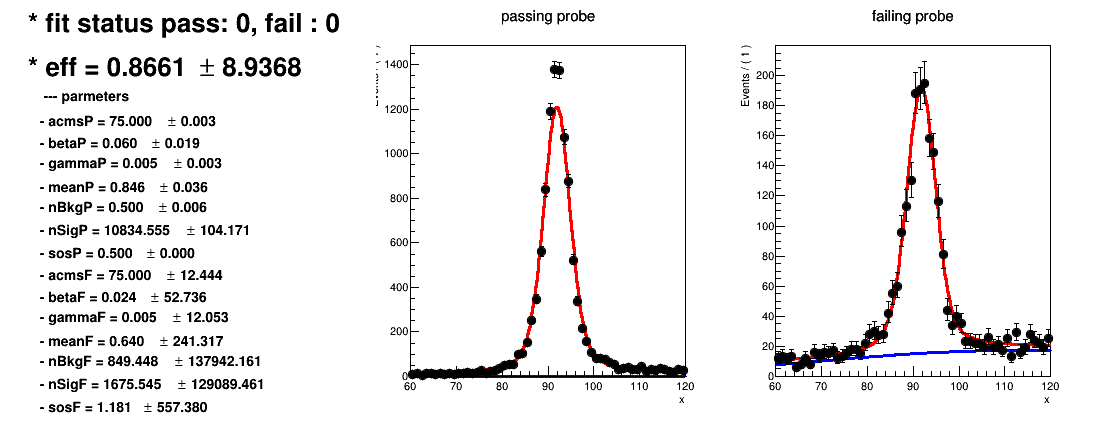 * fit status pass: 0, fail : 0
* eff = 0.8661 ± 8.9368
--- parmeters
- acmsP = 75.000 ± 0.003
- betaP = 0.060 ± 0.019
- gammaP = 0.005 ± 0.003
- meanP = 0.846 ± 0.036
- nBkgP = 0.500 ± 0.006
- nSigP = 10834.555 ± 104.171
- sosP = 0.500 ± 0.000
- acmsF = 75.000 ± 12.444
- betaF = 0.024 ± 52.736
- gammaF = 0.005 ± 12.053
- meanF = 0.640 ± 241.317
- nBkgF = 849.448 ± 137942.161
- nSigF = 1675.545 ± 129089.461
- sosF = 1.181 ± 557.380
passing probe
1400
1200
1000
800
600
400
200
0
60 70 80 90 100 110 120
x
failing probe
Events / ( 1 )
200
180
160
140
120
100
80
60
40
20
0
60 70 80 90 100 110 120
x